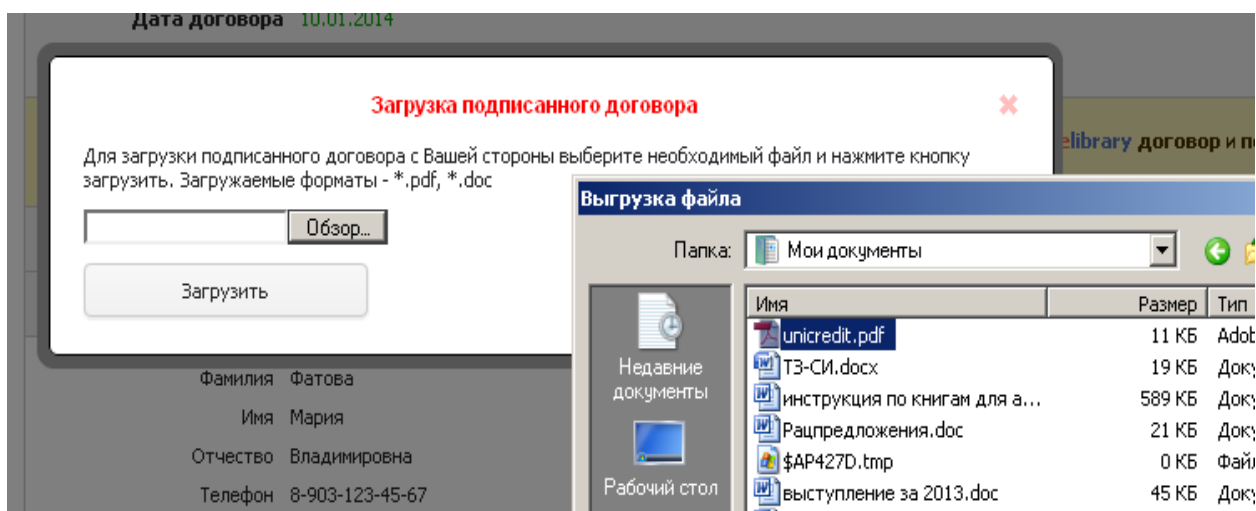 Дата договора 10.01.2014
Загрузка подписанного договора
elibrary договор и п
Для загрузки подписанного договора с Вашей стороны выберите необходимый файл и нажмите кнопку
загрузить. Загружаемые форматы - *.pdf, *.doc
Обзор...
Загрузить
Выгрузка файла
Папка: Мои документы
Имя Размер Тип
unicredit.pdf 11 КБ Adob
ТЗ-СИ.docx 19 КБ Доку
инструкция по книгам для а... 589 КБ Доку
Рацпредложения.doc 21 КБ Доку
$AP427D.tmp 0 КБ Файл
выступление за 2013.doc 45 КБ Доку
Недавние
документы
Рабочий стол
Фамилия Фатова
Имя Мария
Отчество Владимировна
Телефон 8-903-123-45-67